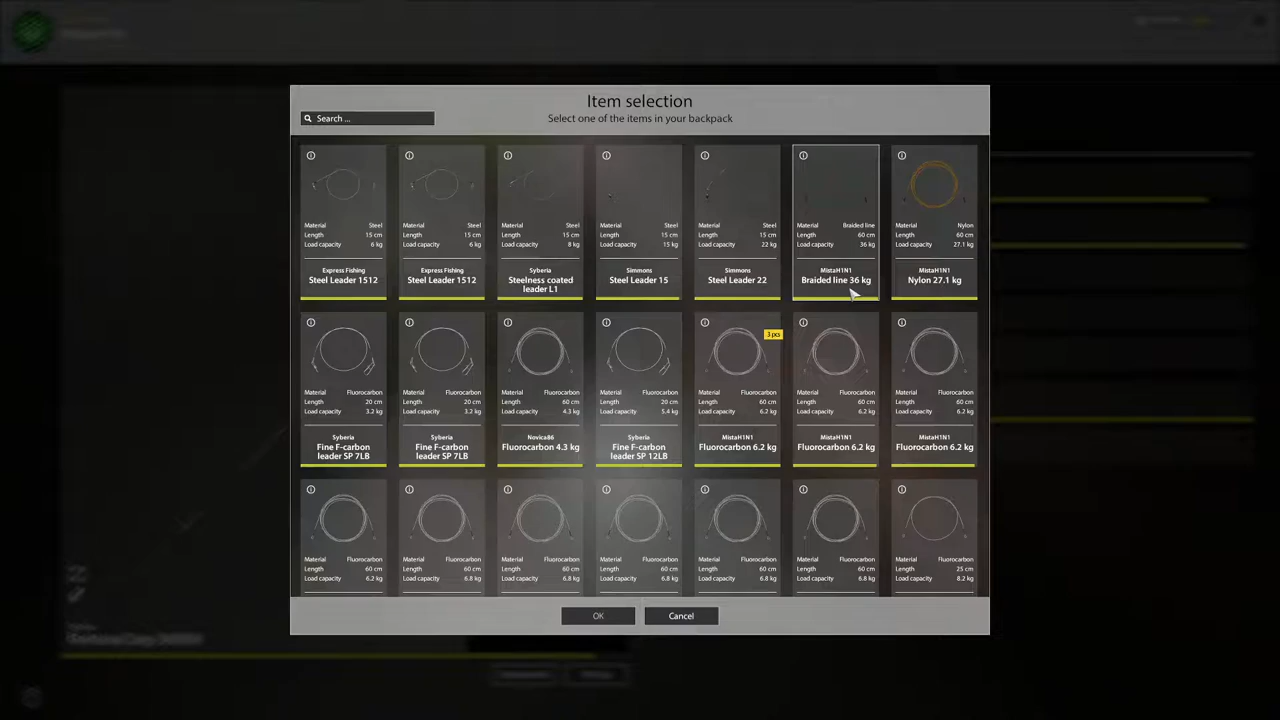 Item selection
Search ...
Select one of the items in your backpack
Material Steel
Length 15 cm
Load capacity 6 kg
Express Fishing
Steel Leader 1512
Material Steel
Length 15 cm
Load capacity 6 kg
Express Fishing
Steel Leader 1512
Material Steel
Length 15 cm
Load capacity 8 kg
Syberia
Steelness coated
leader L1
Material Steel
Length 15 cm
Load capacity 15 kg
Simmons
Steel Leader 15
Material Steel
Length 15 cm
Load capacity 22 kg
Simmons
Steel Leader 22
Material Braided line
Length 60 cm
Load capacity 36 kg
MistaH1N1
Braided line 36 kg
Material Nylon
Length 60 cm
Load capacity 27.1 kg
MistaH1N1
Nylon 27.1 kg
Material Fluorocarbon
Length 20 cm
Load capacity 3.2 kg
Syberia
Fine F-carbon
leader SP 7LB
Material Fluorocarbon
Length 20 cm
Load capacity 3.2 kg
Syberia
Fine F-carbon
leader SP 7LB
Material Fluorocarbon
Length 60 cm
Load capacity 4.3 kg
Novica86
Fluorocarbon 4.3 kg
Material Fluorocarbon
Length 20 cm
Load capacity 5.4 kg
Syberia
Fine F-carbon
leader SP 12LB
3 pcs
Material Fluorocarbon
Length 60 cm
Load capacity 6.2 kg
MistaH1N1
Fluorocarbon 6.2 kg
Material Fluorocarbon
Length 60 cm
Load capacity 6.2 kg
MistaH1N1
Fluorocarbon 6.2 kg
Material Fluorocarbon
Length 60 cm
Load capacity 6.2 kg
MistaH1N1
Fluorocarbon 6.2 kg
Material Fluorocarbon
Length 60 cm
Load capacity 6.2 kg
Material Fluorocarbon
Length 60 cm
Load capacity 6.8 kg
Material Fluorocarbon
Length 60 cm
Load capacity 6.8 kg
Material Fluorocarbon
Length 60 cm
Load capacity 6.8 kg
Material Fluorocarbon
Length 60 cm
Load capacity 6.8 kg
Material Fluorocarbon
Length 60 cm
Load capacity 6.8 kg
Material Fluorocarbon
Length 25 cm
Load capacity 8.2 kg
OK
Cancel